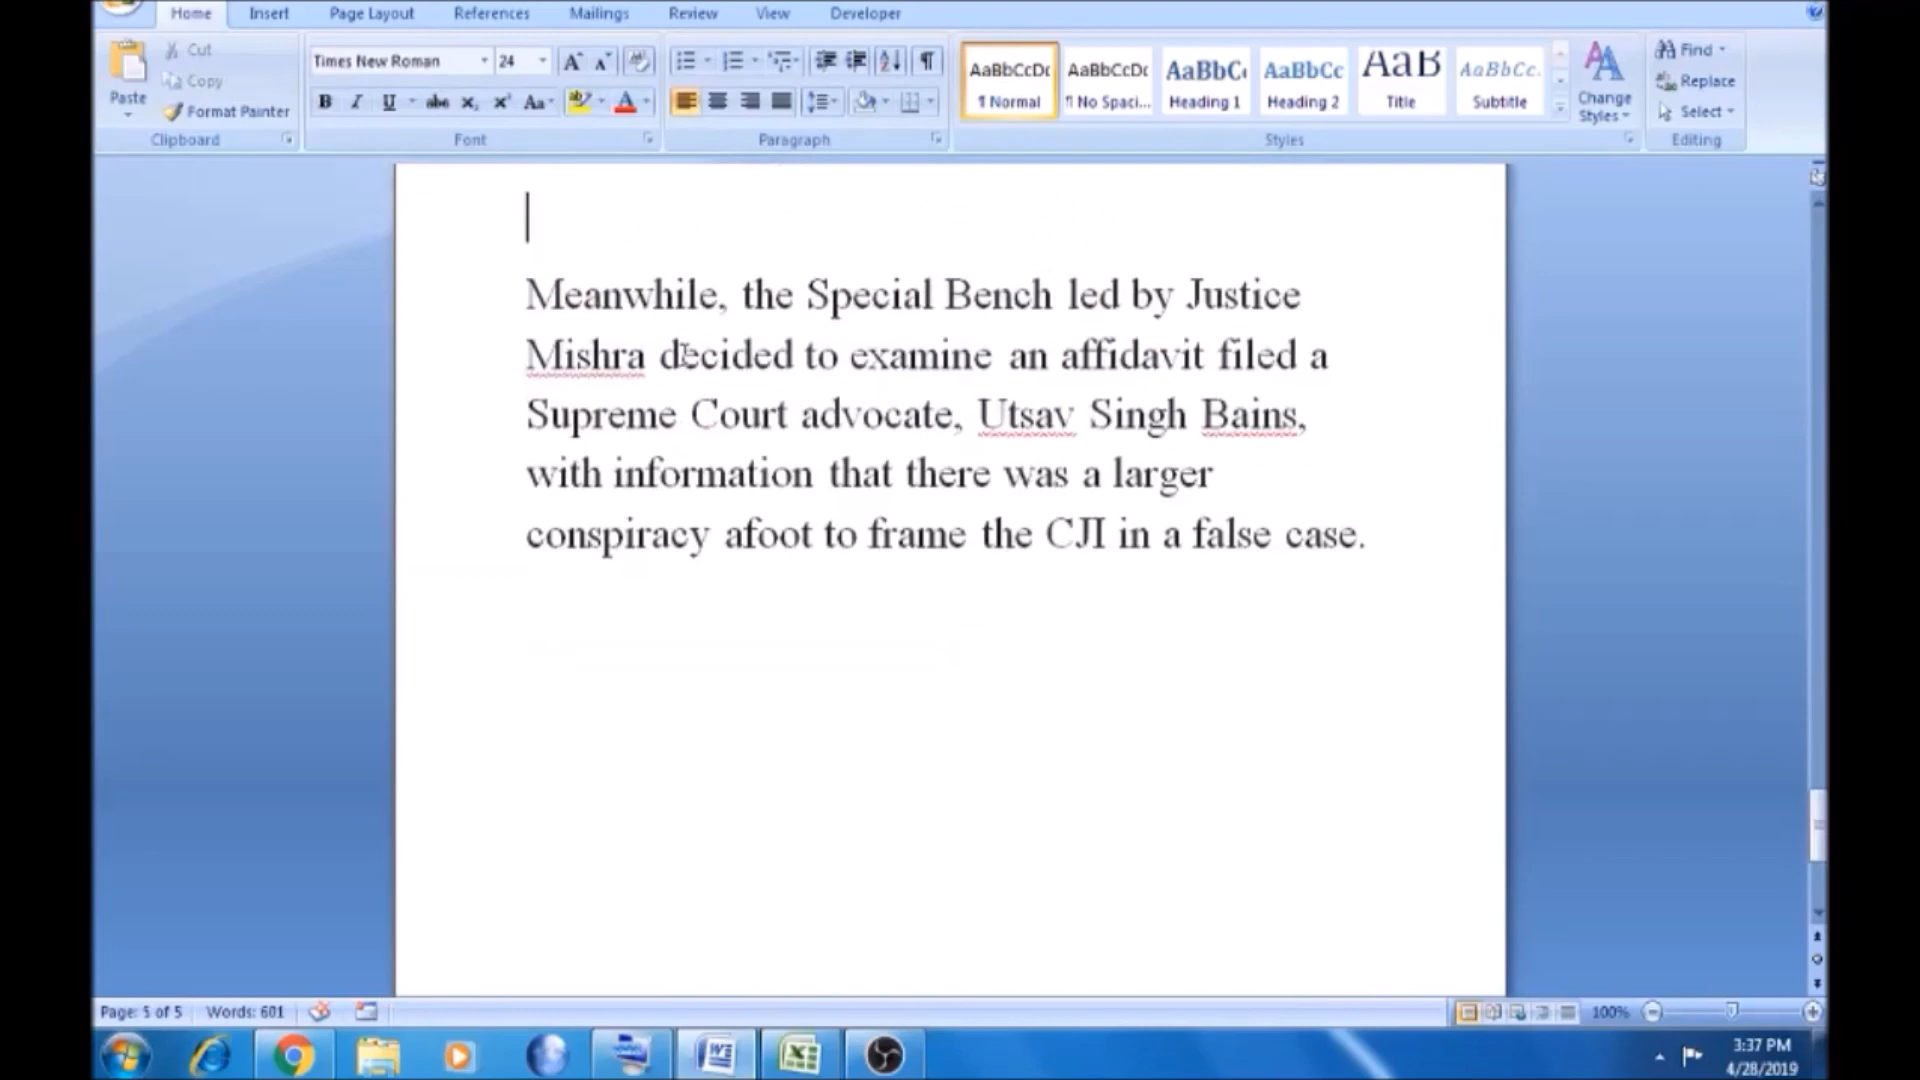 Home Insert Page Layout References Mailings Review View Developer
Cut
Copy
Paste
Format Painter
Clipboard
Times New Roman 24
Font
Paragraph
AaBbCcDc AaBbCcDc AaBbC AaBbCc AaB AaBbCc.
¶ Normal ¶ No Spaci... Heading 1 Heading 2 Title Subtitle
Change
Styles
Styles
Find
Replace
Select
Editing
Meanwhile, the Special Bench led by Justice
Mishra decided to examine an affidavit filed a
Supreme Court advocate, Utsav Singh Bains,
with information that there was a larger
conspiracy afoot to frame the CJI in a false case.
Page: 5 of 5 Words: 601 100%
3:37 PM
4/28/2019